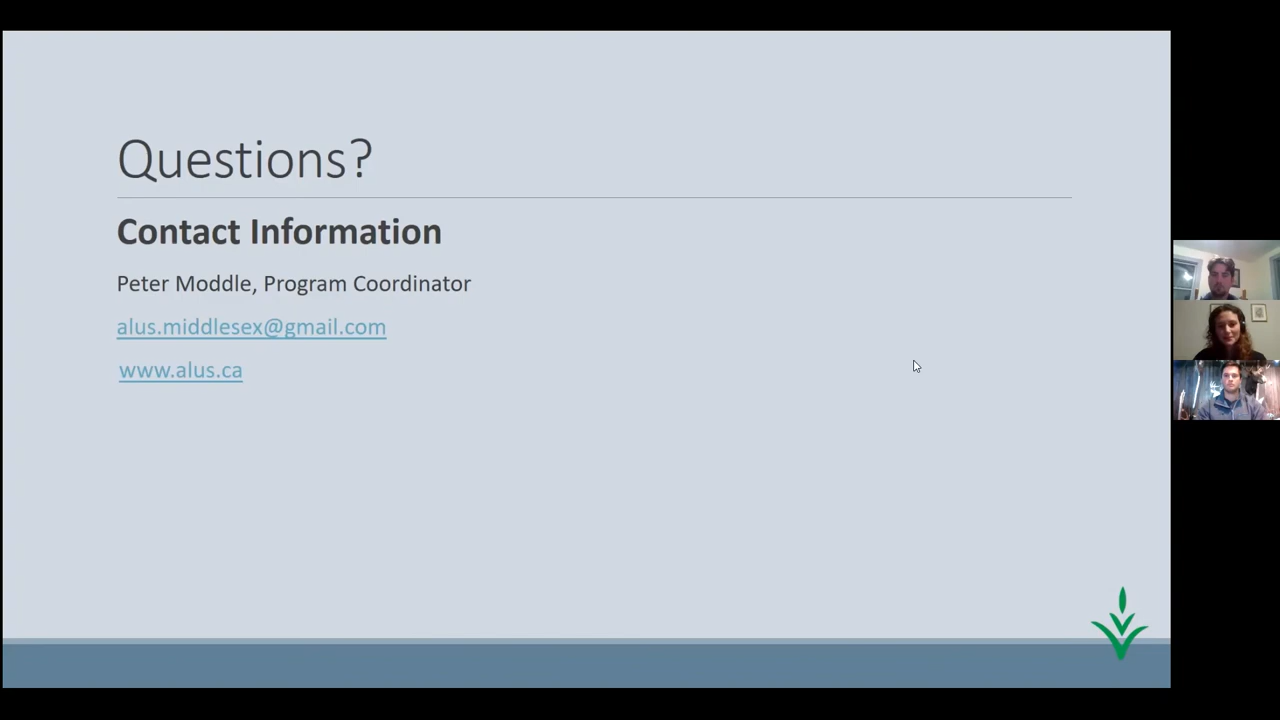 Questions?
Contact Information
Peter Moddle, Program Coordinator
alus.middlesex@gmail.com
www.alus.ca